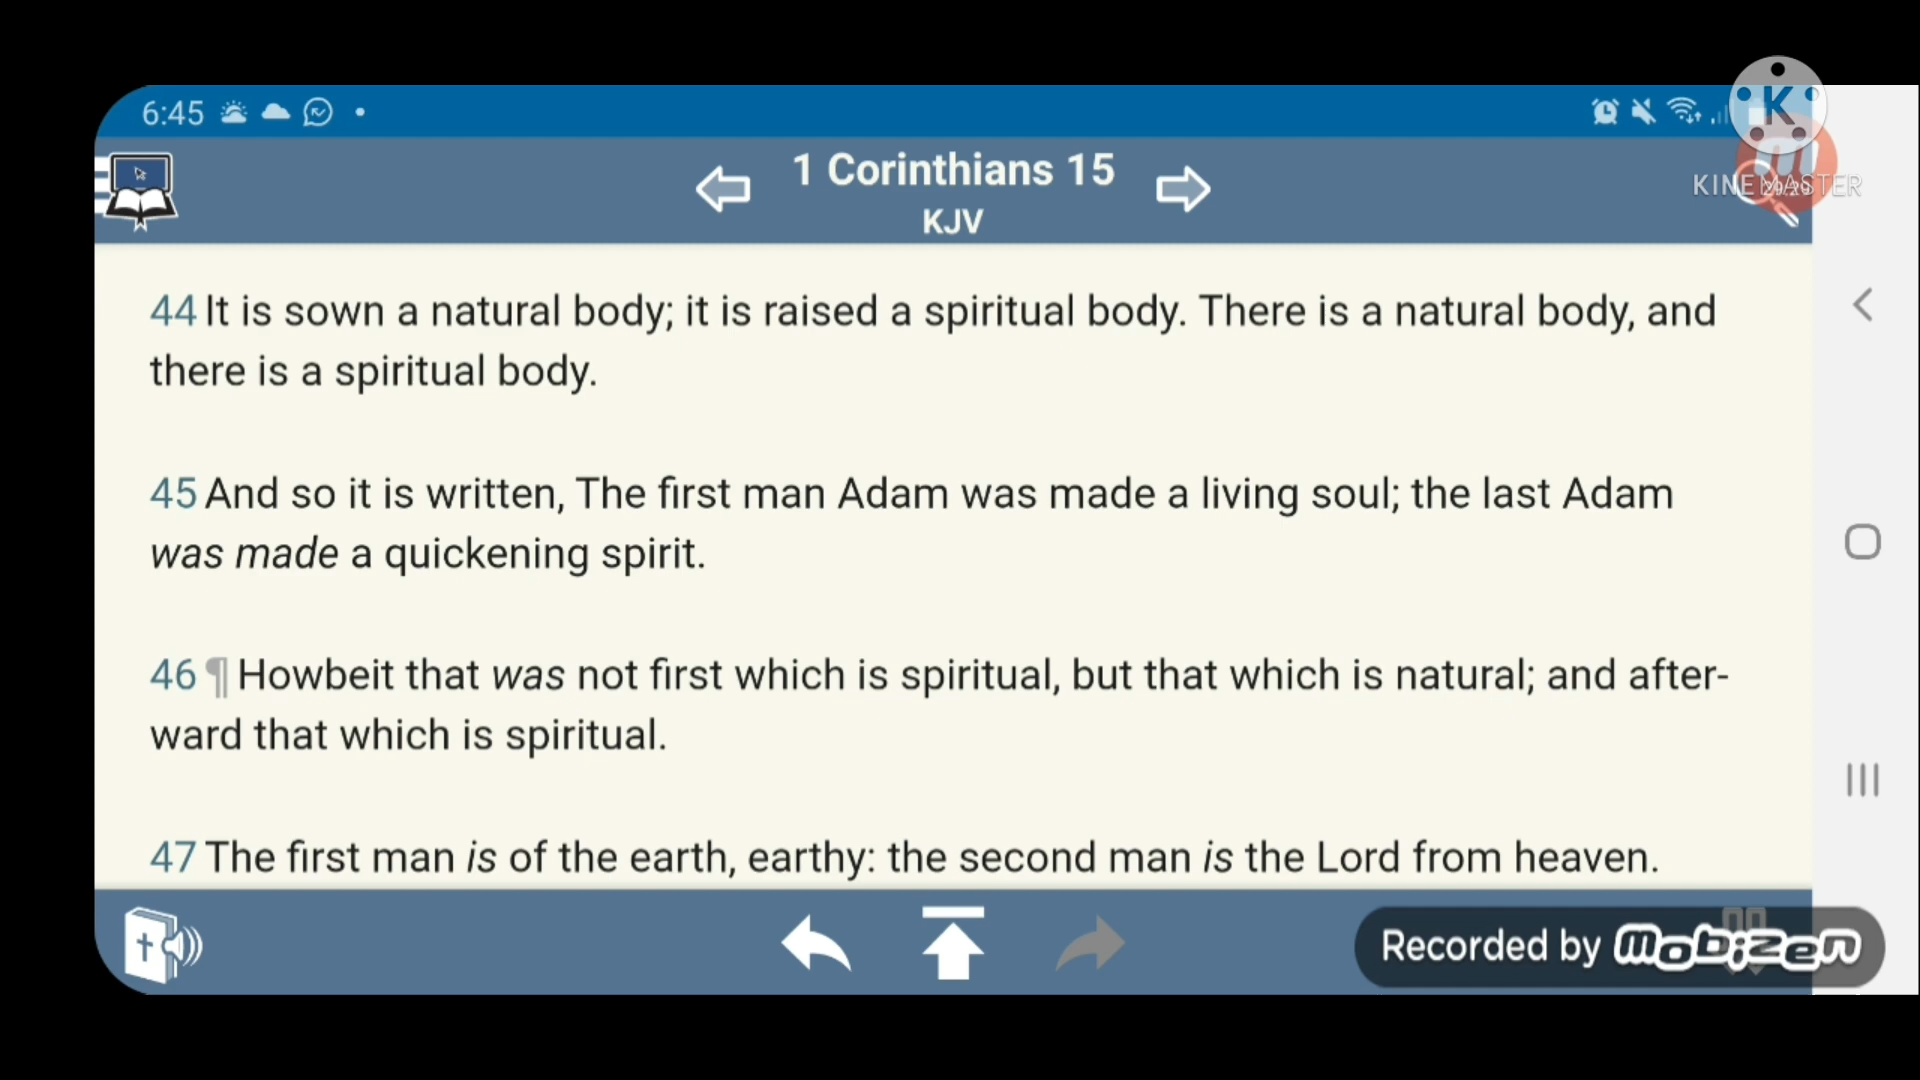 6:45
1 Corinthians 15
KJV
KINEMASTER
44 It is sown a natural body; it is raised a spiritual body. There is a natural body, and
there is a spiritual body.
45 And so it is written, The first man Adam was made a living soul; the last Adam
was made a quickening spirit.
46 ¶ Howbeit that was not first which is spiritual, but that which is natural; and after-
ward that which is spiritual.
47 The first man is of the earth, earthy: the second man is the Lord from heaven.
Recorded by mobizen